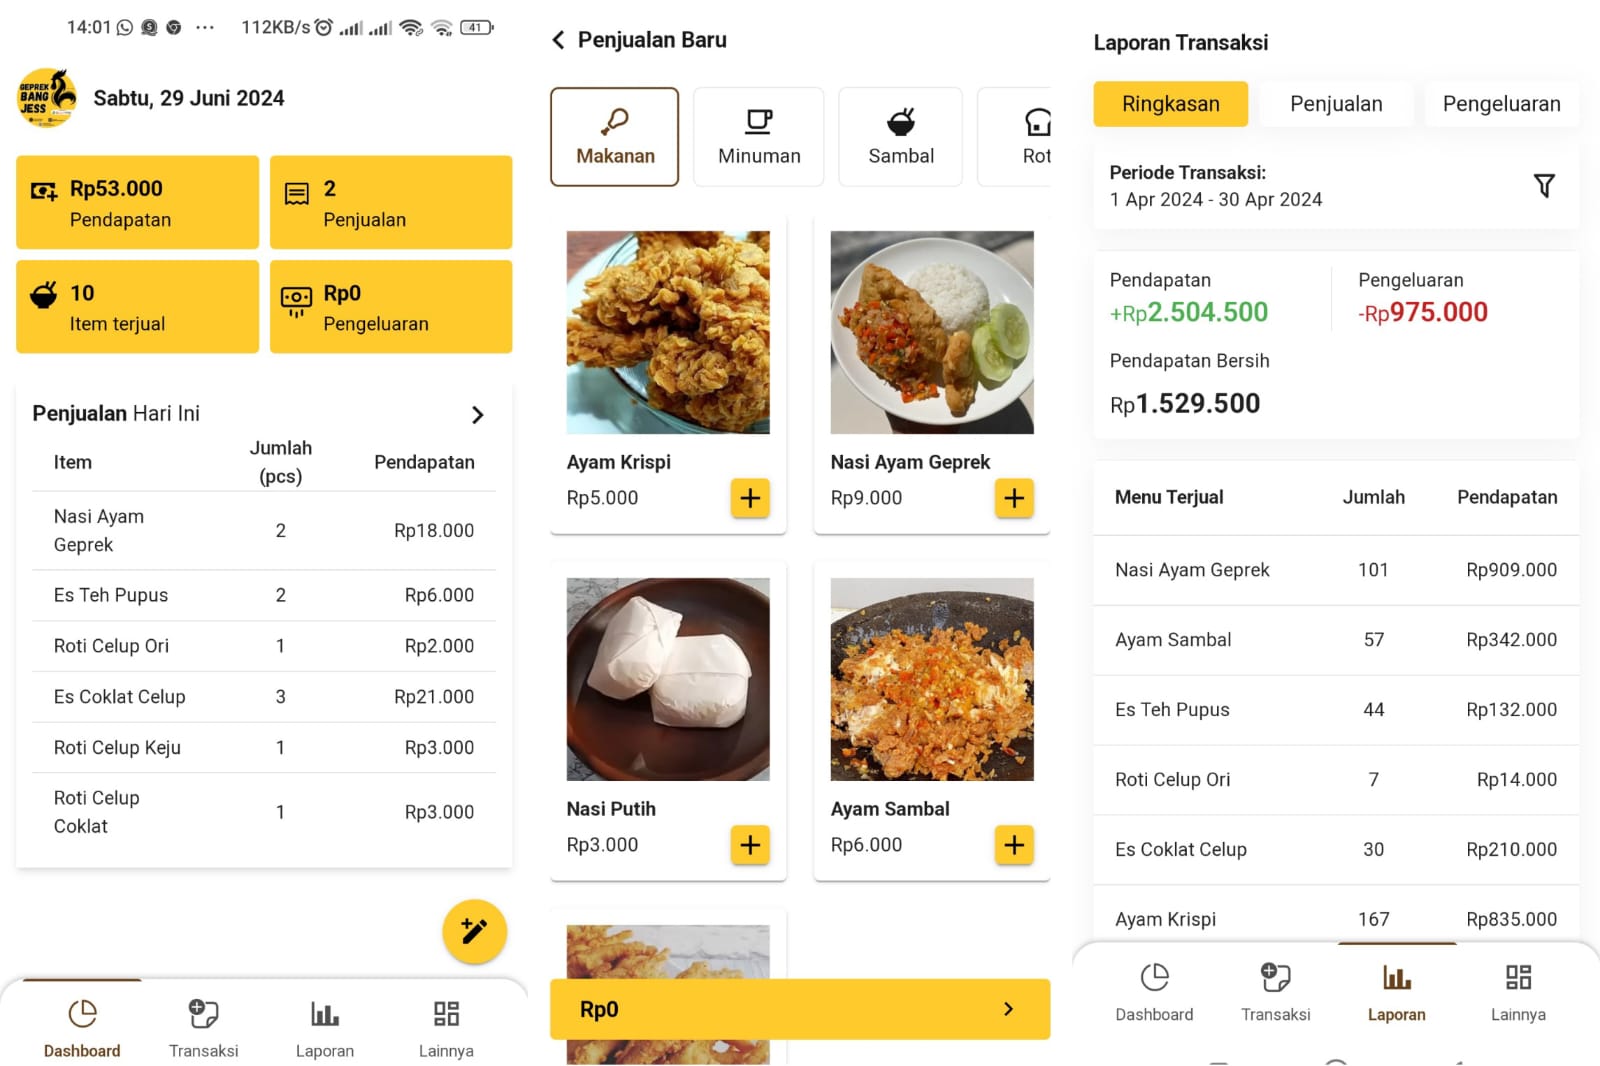 14:01
112KB/s
41
GEPREK
BANG
JESS
Sabtu, 29 Juni 2024
Rp53.000
Pendapatan
2
Penjualan
10
Item terjual
Rp0
Pengeluaran
Penjualan Hari Ini
Item Jumlah (pcs) Pendapatan
Nasi Ayam Geprek 2 Rp18.000
Es Teh Pupus 2 Rp6.000
Roti Celup Ori 1 Rp2.000
Es Coklat Celup 3 Rp21.000
Roti Celup Keju 1 Rp3.000
Roti Celup Coklat 1 Rp3.000
Dashboard Transaksi Laporan Lainnya
Penjualan Baru
Makanan Minuman Sambal Rot
Ayam Krispi
Rp5.000
Nasi Ayam Geprek
Rp9.000
Nasi Putih
Rp3.000
Ayam Sambal
Rp6.000
Rp0
Laporan Transaksi
Ringkasan Penjualan Pengeluaran
Periode Transaksi:
1 Apr 2024 - 30 Apr 2024
Pendapatan
+Rp2.504.500
Pengeluaran
-Rp975.000
Pendapatan Bersih
Rp1.529.500
Menu Terjual Jumlah Pendapatan
Nasi Ayam Geprek 101 Rp909.000
Ayam Sambal 57 Rp342.000
Es Teh Pupus 44 Rp132.000
Roti Celup Ori 7 Rp14.000
Es Coklat Celup 30 Rp210.000
Ayam Krispi 167 Rp835.000
Dashboard Transaksi Laporan Lainnya